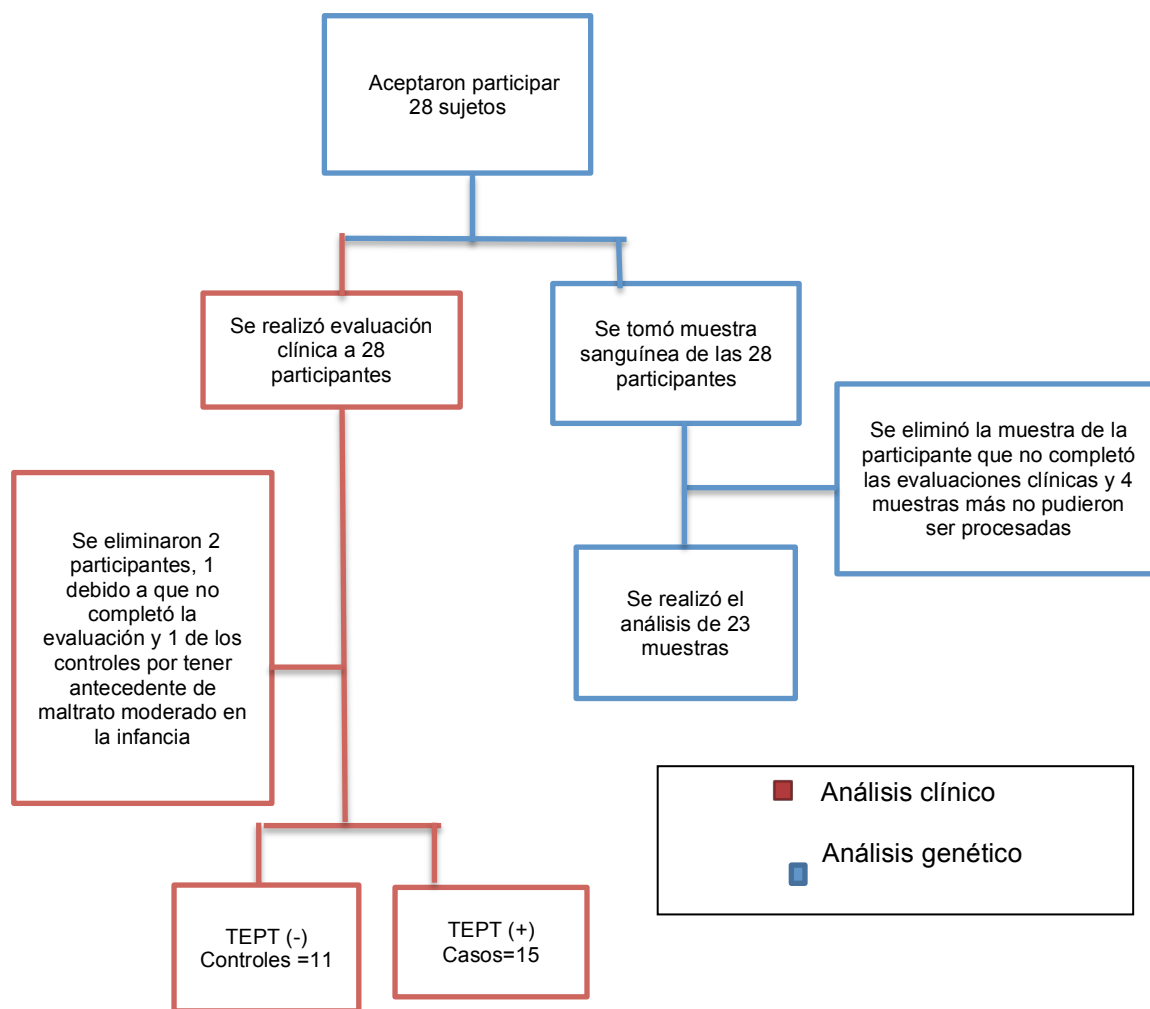 Aceptaron participar
28 sujetos
Se realizó evaluación
clínica a 28
participantes
Se tomó muestra
sanguínea de las 28
participantes
Se eliminó la muestra de la
participante que no completó
las evaluaciones clínicas y 4
muestras más no pudieron
ser procesadas
Se eliminaron 2
participantes, 1
debido a que no
completó la
evaluación y 1 de los
controles por tener
antecedente de
maltrato moderado en
la infancia
Se realizó el
análisis de 23
muestras
Análisis clínico
Análisis genético
TEPT (-)
Controles =11
TEPT (+)
Casos=15